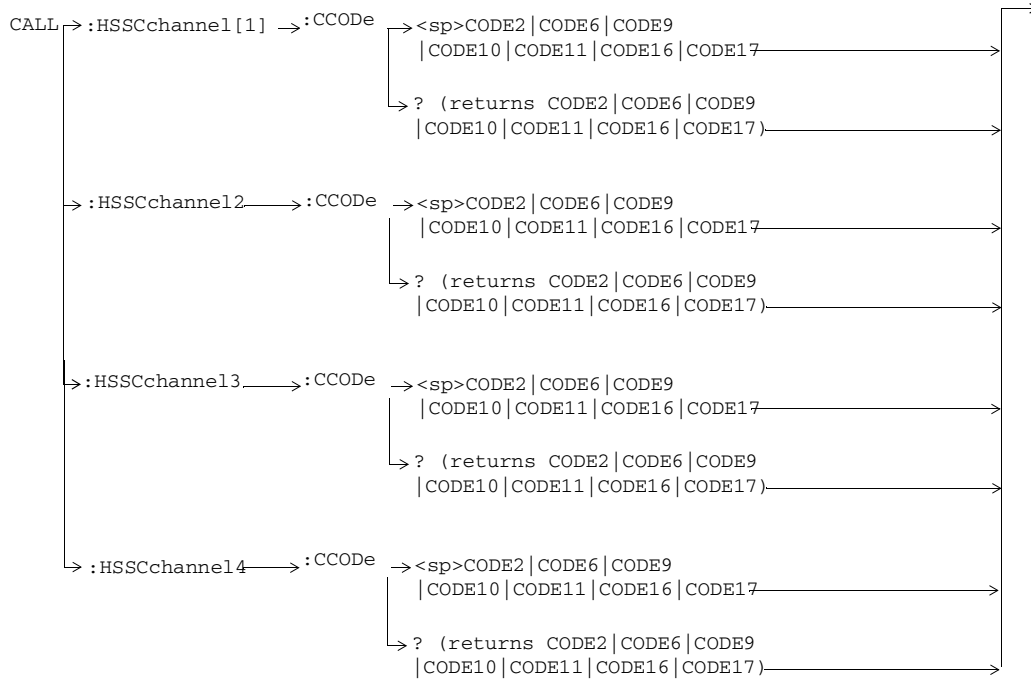 CALL :HSSCchannel[1] :CCODe <sp>CODE2|CODE6|CODE9
|CODE10|CODE11|CODE16|CODE17
? (returns CODE2|CODE6|CODE9
|CODE10|CODE11|CODE16|CODE17)
:HSSCchannel2 :CCODe <sp>CODE2|CODE6|CODE9
|CODE10|CODE11|CODE16|CODE17
? (returns CODE2|CODE6|CODE9
|CODE10|CODE11|CODE16|CODE17)
:HSSCchannel3 :CCODe <sp>CODE2|CODE6|CODE9
|CODE10|CODE11|CODE16|CODE17
? (returns CODE2|CODE6|CODE9
|CODE10|CODE11|CODE16|CODE17)
:HSSCchannel4 :CCODe <sp>CODE2|CODE6|CODE9
|CODE10|CODE11|CODE16|CODE17
? (returns CODE2|CODE6|CODE9
|CODE10|CODE11|CODE16|CODE17)